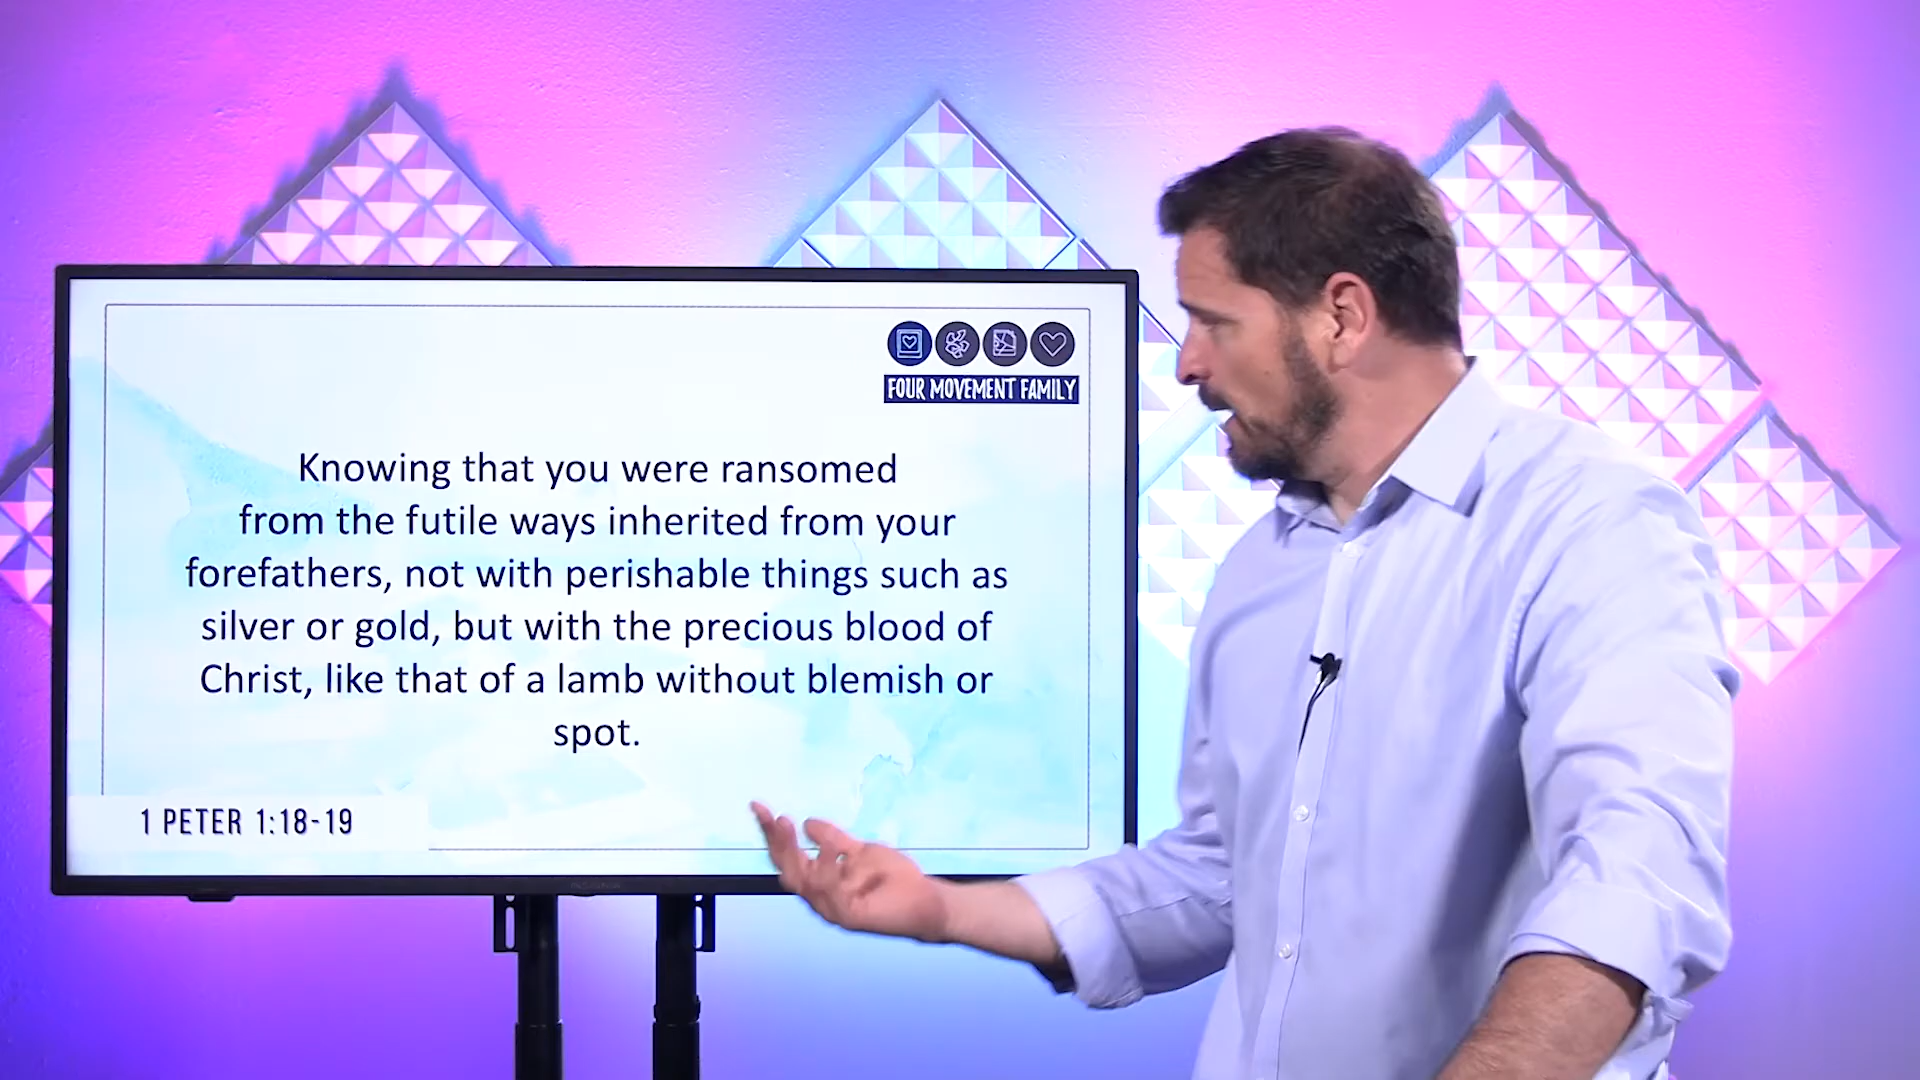 FOUR MOVEMENT FAMILY
Knowing that you were ransomed
from the futile ways inherited from your
forefathers, not with perishable things such as
silver or gold, but with the precious blood of
Christ, like that of a lamb without blemish or
spot.
1 PETER 1:18-19